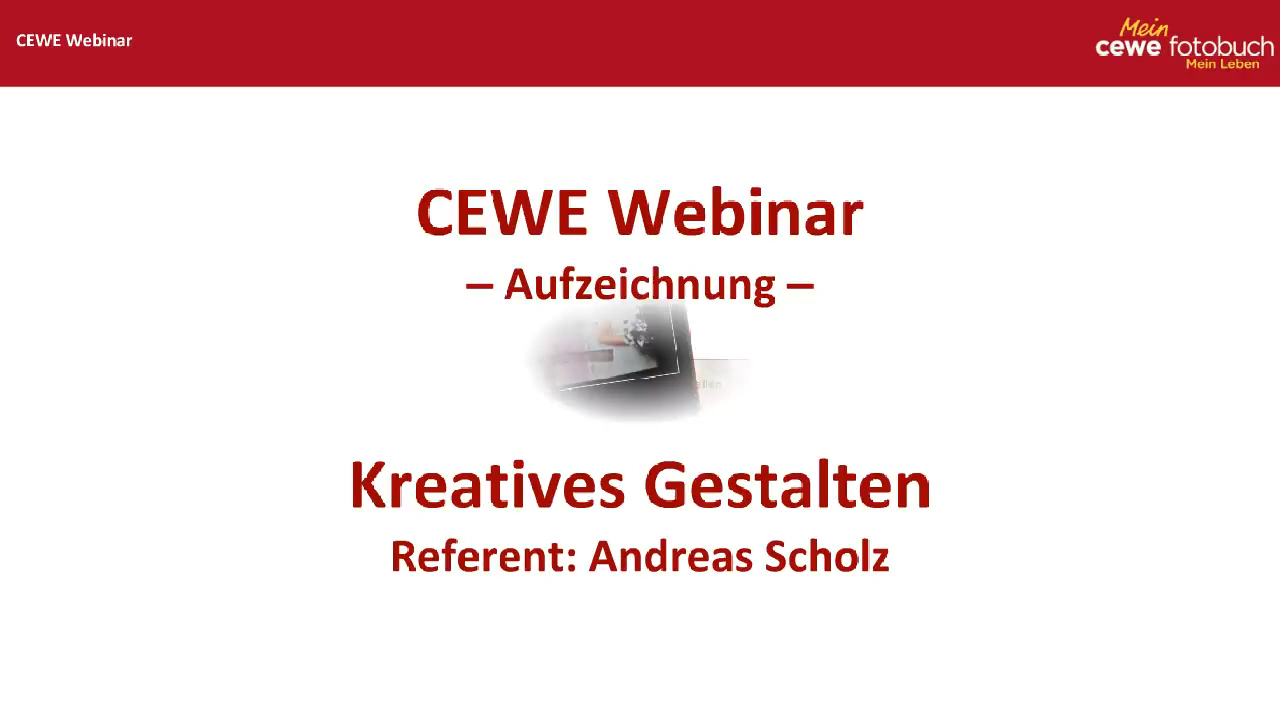 CEWE Webinar
Mein
cewe fotobuch
Mein Leben
CEWE Webinar
– Aufzeichnung –
Kreatives Gestalten
Referent: Andreas Scholz